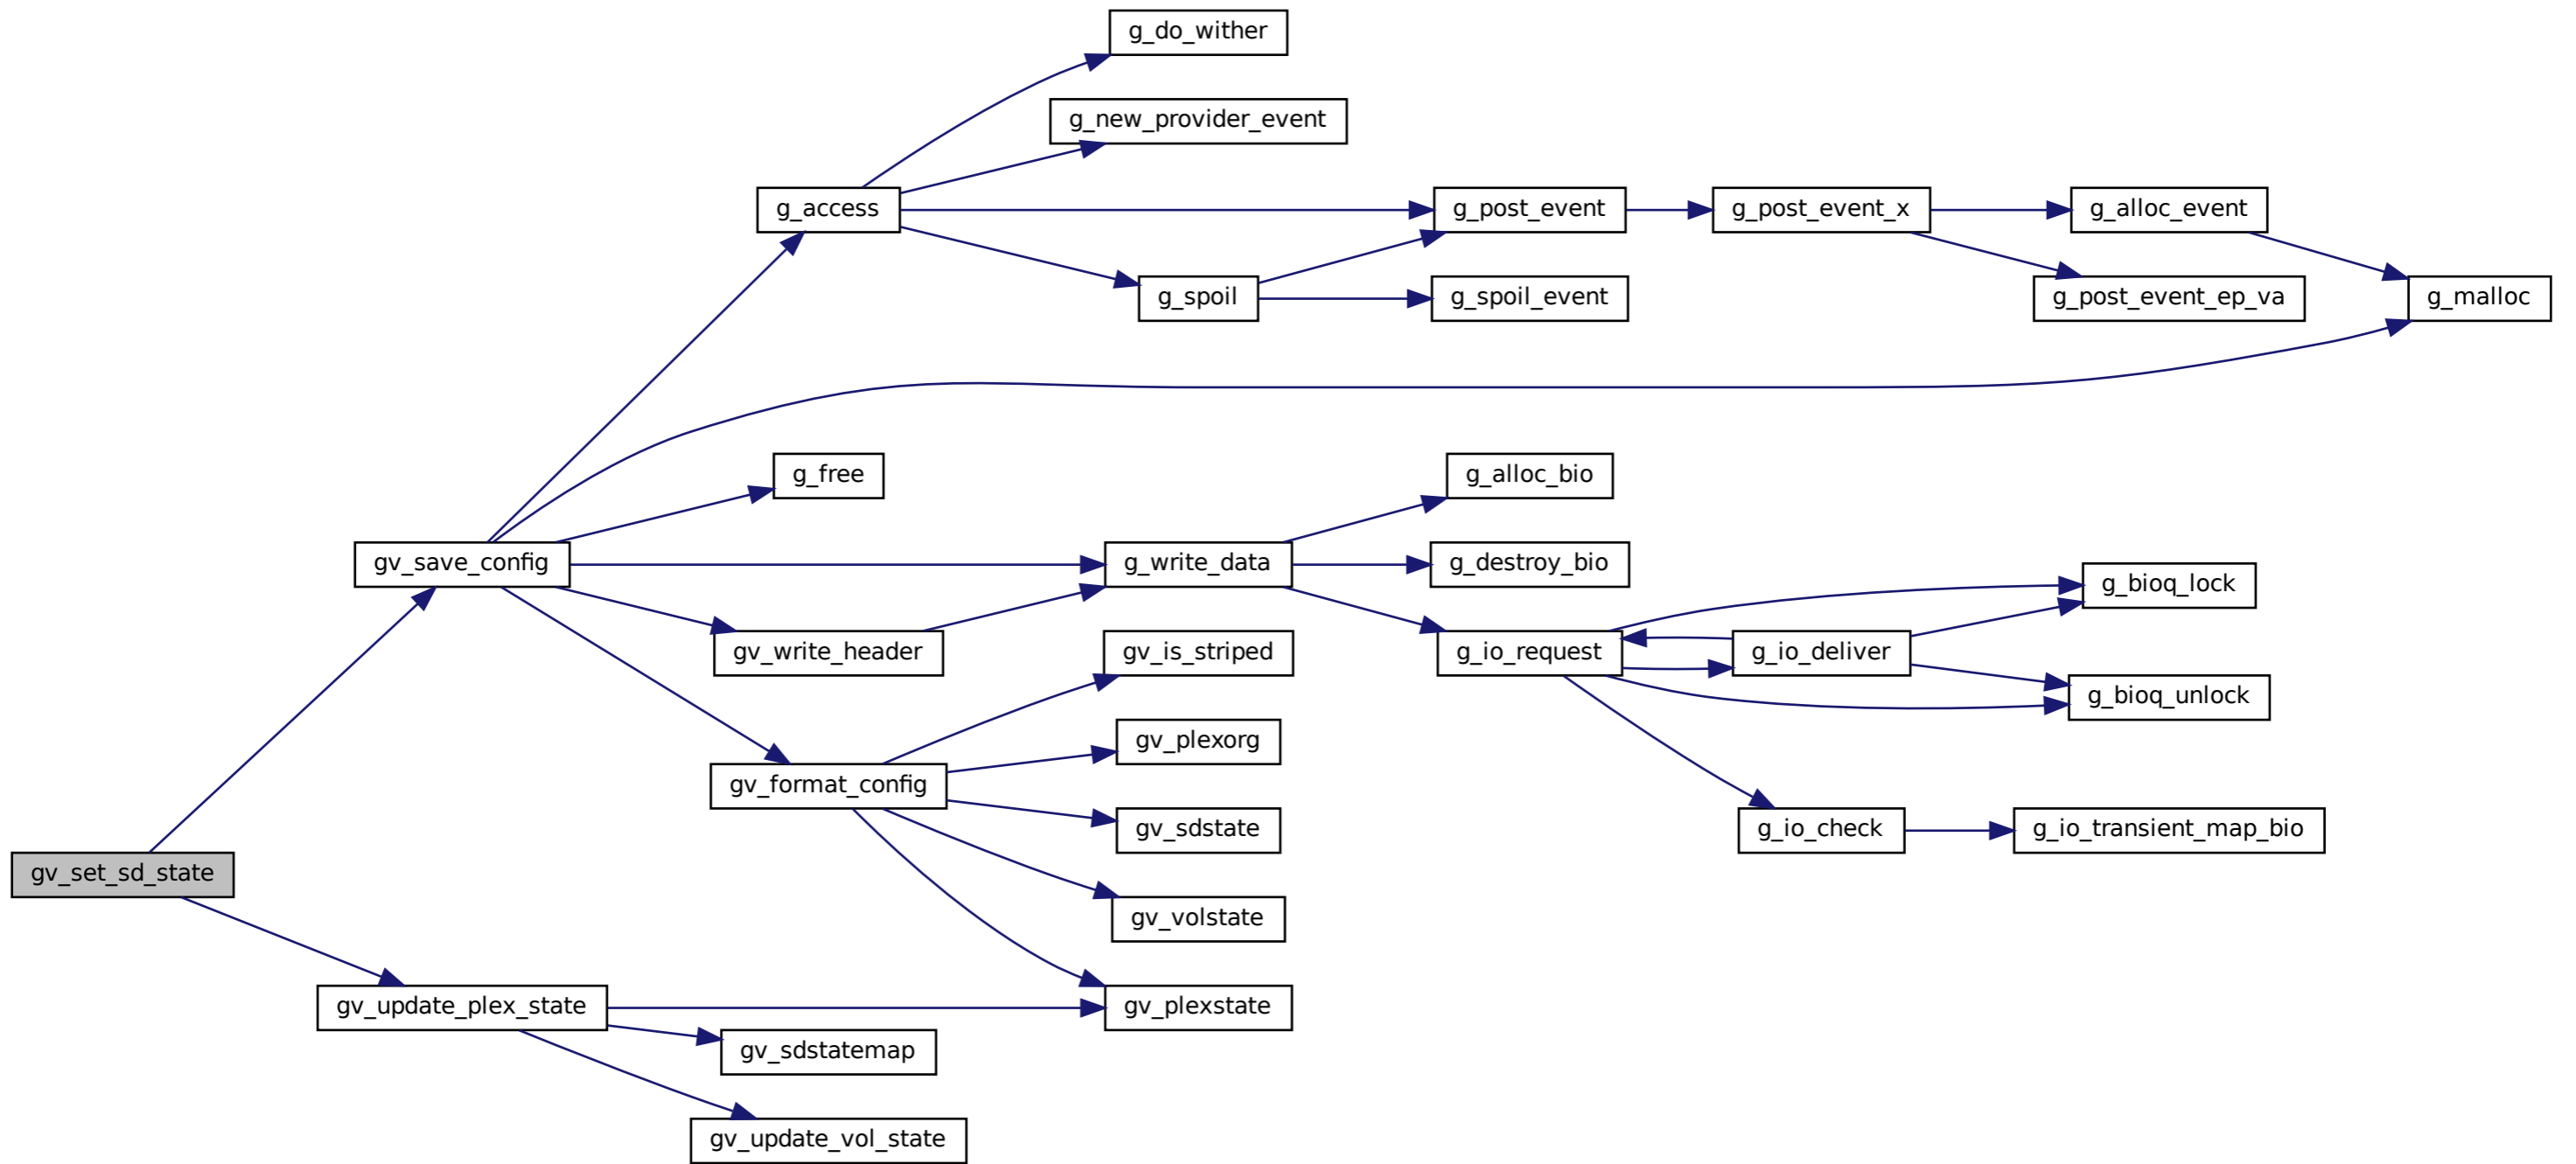 g_do_wither
g_new_provider_event
g_access
g_post_event
g_post_event_x
g_alloc_event
g_spoil
g_spoil_event
g_post_event_ep_va
g_malloc
g_free
g_alloc_bio
gv_save_config
g_write_data
g_destroy_bio
g_bioq_lock
gv_write_header
gv_is_striped
g_io_request
g_io_deliver
g_bioq_unlock
gv_plexorg
gv_format_config
gv_sdstate
g_io_check
g_io_transient_map_bio
gv_set_sd_state
gv_volstate
gv_update_plex_state
gv_plexstate
gv_sdstatemap
gv_update_vol_state